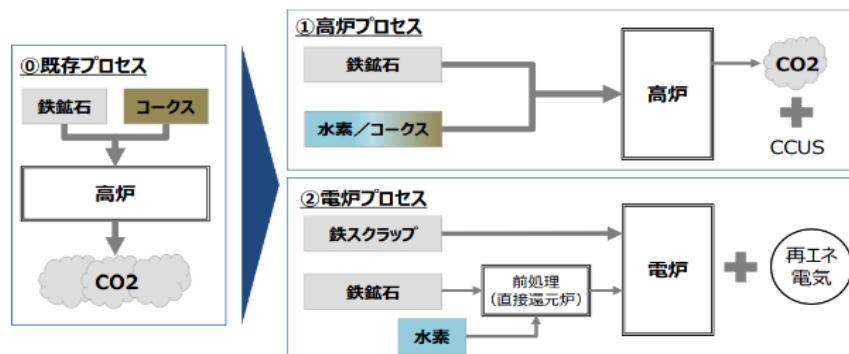 ⓪既存プロセス
鉄鉱石
コークス
高炉
CO2
①高炉プロセス
鉄鉱石
水素／コークス
高炉
CO2
CCUS
②電炉プロセス
鉄スクラップ
鉄鉱石
水素
前処理
（直接還元炉）
電炉
再エネ
電気